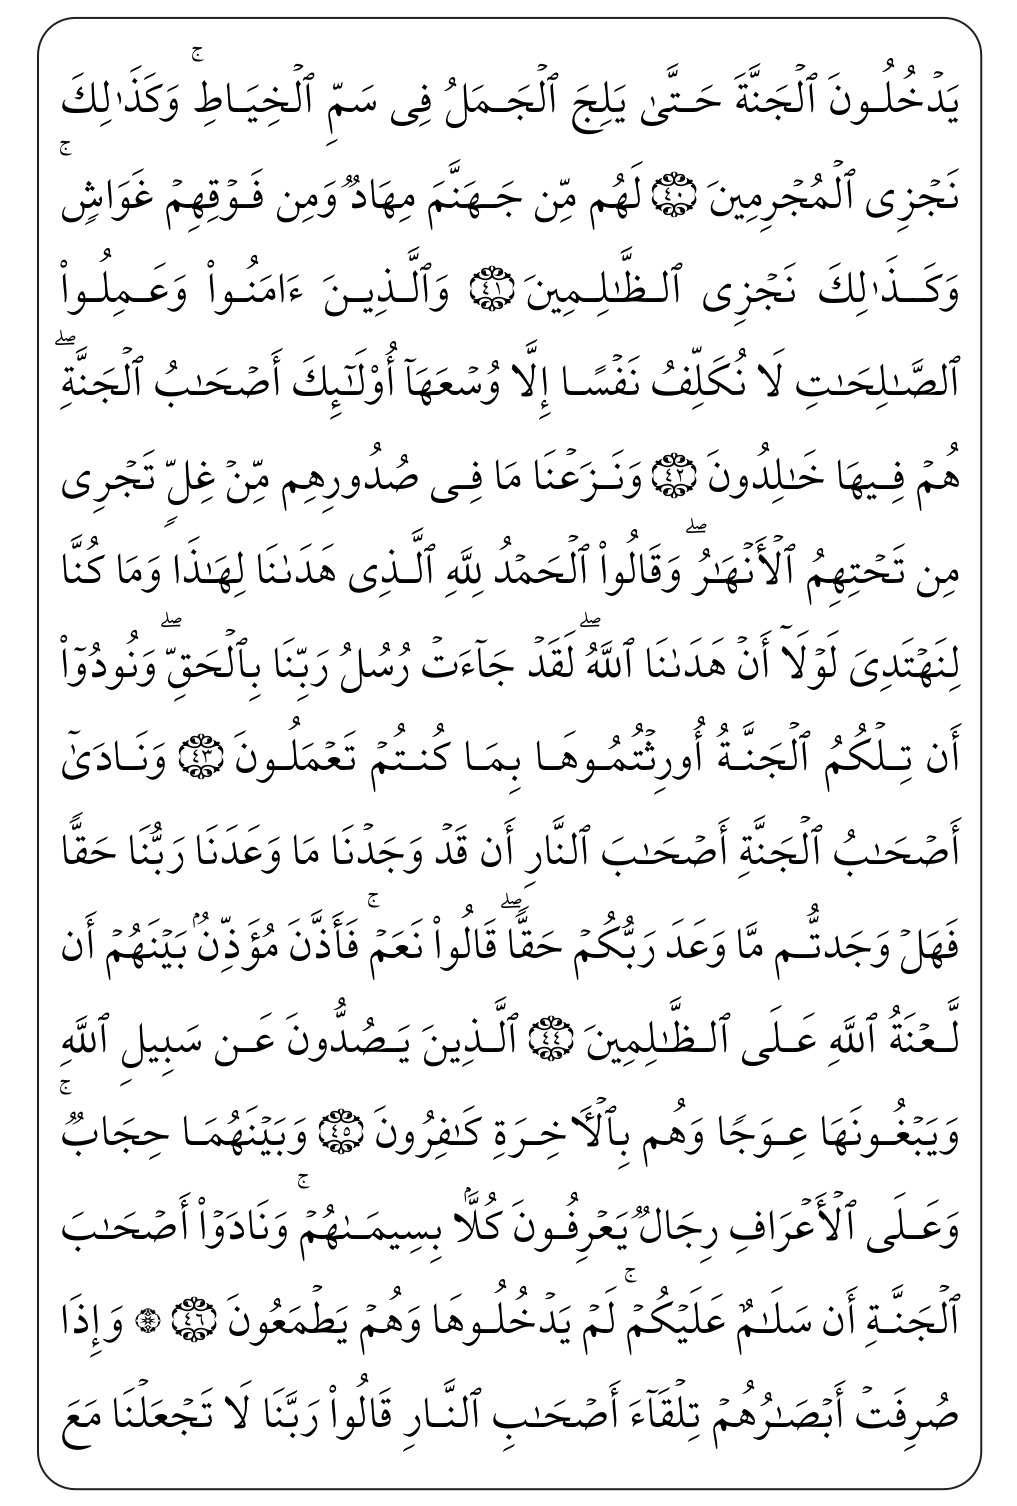 يَدۡخُلُونَ ٱلۡجَنَّةَ حَتَّىٰ يَلِجَ ٱلۡجَمَلُ فِى سَمِّ ٱلۡخِيَاطِۚ وَكَذَٰلِكَ
نَجۡزِى ٱلۡمُجۡرِمِينَ ٤٠ لَهُم مِّن جَهَنَّمَ مِهَادٌ وَمِن فَوۡقِهِمۡ غَوَاشٍۚ
وَكَذَٰلِكَ نَجۡزِى ٱلظَّٰلِمِينَ ٤١ وَٱلَّذِينَ ءَامَنُواْ وَعَمِلُواْ
ٱلصَّٰلِحَٰتِ لَا نُكَلِّفُ نَفۡسًا إِلَّا وُسۡعَهَآ أُوْلَٰٓئِكَ أَصۡحَٰبُ ٱلۡجَنَّةِۖ
هُمۡ فِيهَا خَٰلِدُونَ ٤٢ وَنَزَعۡنَا مَا فِى صُدُورِهِم مِّنۡ غِلٍّ تَجۡرِى
مِن تَحۡتِهِمُ ٱلۡأَنۡهَٰرُۖ وَقَالُواْ ٱلۡحَمۡدُ لِلَّهِ ٱلَّذِى هَدَىٰنَا لِهَٰذَا وَمَا كُنَّا
لِنَهۡتَدِىَ لَوۡلَآ أَنۡ هَدَىٰنَا ٱللَّهُۖ لَقَدۡ جَآءَتۡ رُسُلُ رَبِّنَا بِٱلۡحَقِّۖ وَنُودُوٓاْ
أَن تِلۡكُمُ ٱلۡجَنَّةُ أُورِثۡتُمُوهَا بِمَا كُنتُمۡ تَعۡمَلُونَ ٤٣ وَنَادَىٰٓ
أَصۡحَٰبُ ٱلۡجَنَّةِ أَصۡحَٰبَ ٱلنَّارِ أَن قَدۡ وَجَدۡنَا مَا وَعَدَنَا رَبُّنَا حَقًّا
فَهَلۡ وَجَدتُّم مَّا وَعَدَ رَبُّكُمۡ حَقًّاۖ قَالُواْ نَعَمۡۚ فَأَذَّنَ مُؤَذِّنُۢ بَيۡنَهُمۡ أَن
لَّعۡنَةُ ٱللَّهِ عَلَى ٱلظَّٰلِمِينَ ٤٤ ٱلَّذِينَ يَصُدُّونَ عَن سَبِيلِ ٱللَّهِ
وَيَبۡغُونَهَا عِوَجًا وَهُم بِٱلۡأٓخِرَةِ كَٰفِرُونَ ٤٥ وَبَيۡنَهُمَا حِجَابٌۚ
وَعَلَى ٱلۡأَعۡرَافِ رِجَالٌ يَعۡرِفُونَ كُلَّۢا بِسِيمَىٰهُمۡۚ وَنَادَوۡاْ أَصۡحَٰبَ
ٱلۡجَنَّةِ أَن سَلَٰمٌ عَلَيۡكُمۡۚ لَمۡ يَدۡخُلُوهَا وَهُمۡ يَطۡمَعُونَ ٤٦ ۞ وَإِذَا
صُرِفَتۡ أَبۡصَٰرُهُمۡ تِلۡقَآءَ أَصۡحَٰبِ ٱلنَّارِ قَالُواْ رَبَّنَا لَا تَجۡعَلۡنَا مَعَ